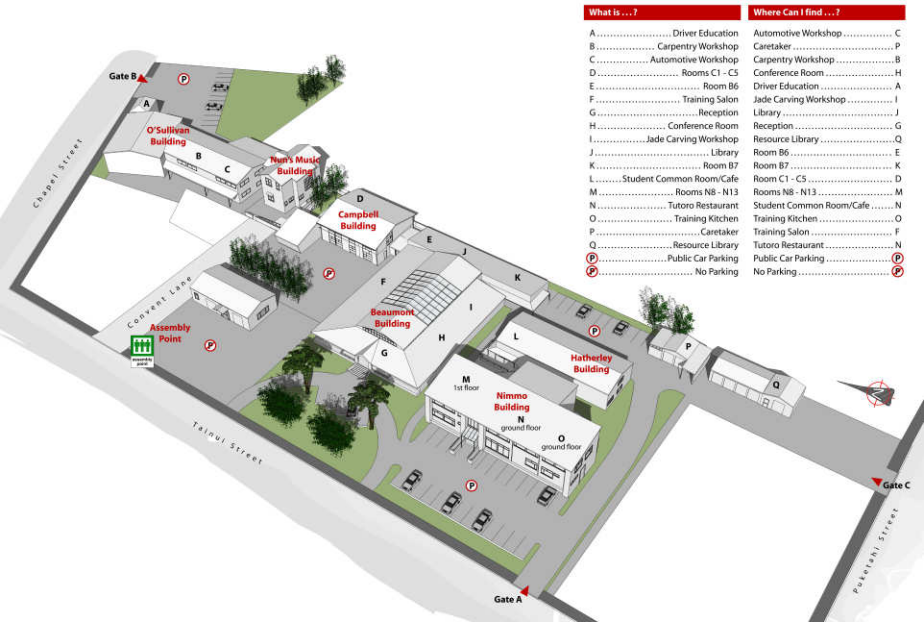 What is . . . ?
A ........................ Driver Education
B .................. Carpentry Workshop
C ................ Automotive Workshop
D .......................... Rooms C1 - C5
E ................................... Room B6
F ........................... Training Salon
G ................................. Reception
H ...................... Conference Room
I ................ Jade Carving Workshop
J ..................................... Library
K ................................... Room B7
L ......... Student Common Room/Cafe
M ....................... Rooms N8 - N13
N ..................... Tutoro Restaurant
O ........................ Training Kitchen
P ................................. Caretaker
Q ....................... Resource Library
P ..................... Public Car Parking
P ............................... No Parking
Where Can I find . . . ?
Automotive Workshop ................ C
Caretaker ................................. P
Carpentry Workshop .................. B
Conference Room ...................... H
Driver Education ........................ A
Jade Carving Workshop ................ I
Library ..................................... J
Reception ................................. G
Resource Library ....................... Q
Room B6 ................................... E
Room B7 ................................... K
Room C1 - C5 ............................ D
Rooms N8 - N13 ....................... M
Student Common Room/Cafe ......... N
Training Kitchen ........................ O
Training Salon ........................... F
Tutoro Restaurant ..................... N
Public Car Parking ..................... P
No Parking ............................... P
Gate B
P
A
O'Sullivan
Building
B
C
Nun's Music
Building
Chapel Street
D
Campbell
Building
E
J
K
P
F
I
Beaumont
Building
H
G
Convent Lane
Assembly
Point
assembly
point
P
P
L
Hatherley
Building
P
Q
M
1st floor
Nimmo
Building
N
ground floor
O
ground floor
P
Tainui Street
Gate C
Puketahi Street
Gate A